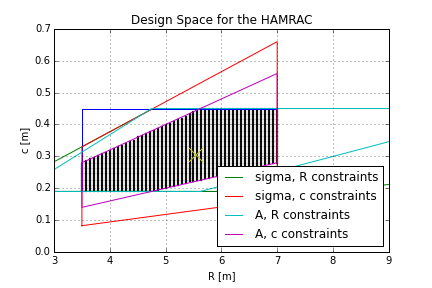 Design Space for the HAMRAC
0.7
0.6
0.5
0.4
0.3
0.2
0.1
0.0
c [m]
sigma, R constraints
sigma, c constraints
A, R constraints
A, c constraints
3 4 5 6 7 8 9
R [m]